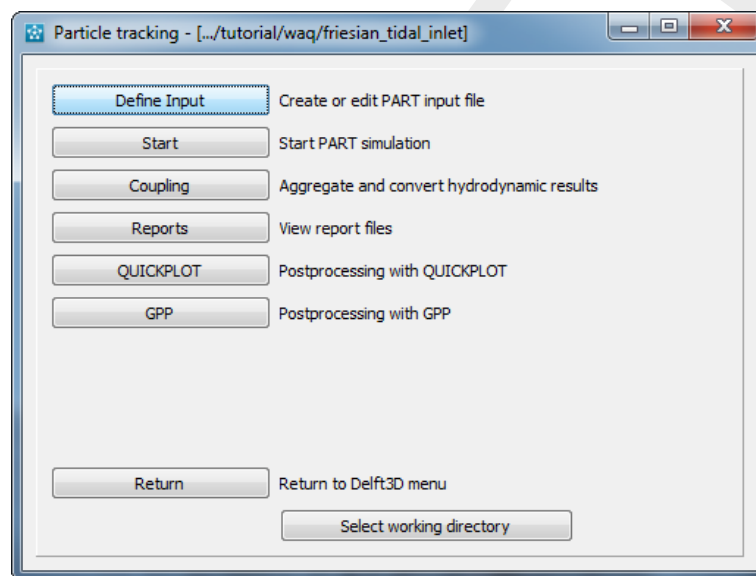 Particle tracking - [.../tutorial/waq/friesian_tidal_inlet]
Define Input Create or edit PART input file
Start Start PART simulation
Coupling Aggregate and convert hydrodynamic results
Reports View report files
QUICKPLOT Postprocessing with QUICKPLOT
GPP Postprocessing with GPP
Return Return to Delft3D menu
Select working directory